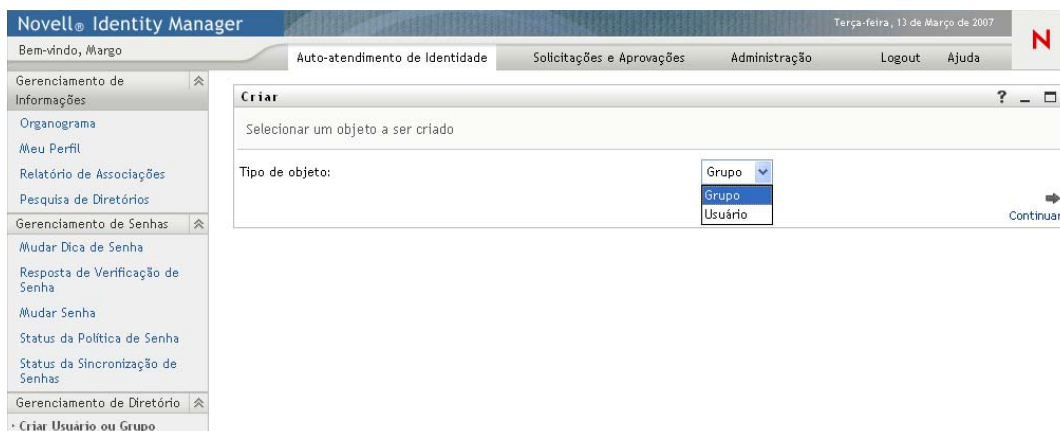 Novell® Identity Manager
Terça-feira, 13 de Março de 2007
N
Bem-vindo, Margo
Auto-atendimento de Identidade
Solicitações e Aprovações
Administração
Logout
Ajuda
Gerenciamento de
Informações
Organograma
Meu Perfil
Relatório de Associações
Pesquisa de Diretórios
Gerenciamento de Senhas
Mudar Dica de Senha
Resposta de Verificação de
Senha
Mudar Senha
Status da Política de Senha
Status da Sincronização de
Senhas
Gerenciamento de Diretório
· Criar Usuário ou Grupo
Criar
?
Selecionar um objeto a ser criado
Tipo de objeto:
Grupo
Grupo
Usuário
Continuar